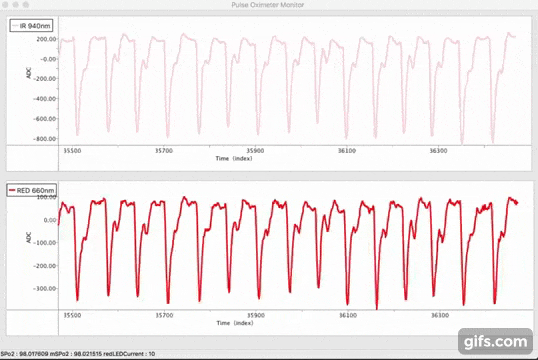 Pulse Oximeter Monitor
IR 940nm
200.00
-0.00
-200.00
-400.00
-600.00
-800.00
ADC
35500 35700 35900 36100 36300
Time (index)
RED 660nm
100.00
0.00
-100.00
-200.00
-300.00
ADC
35500 35700 35900 36100 36300
Time (index)
SPo2 : 98.017609 mSPo2 : 98.021515 redLEDCurrent : 10
gifs.com